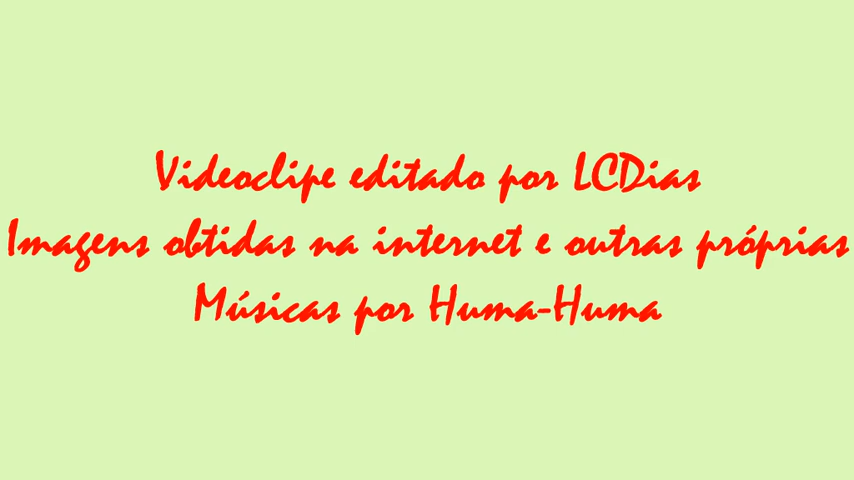 Videoclipe editado por LCDias
Imagens obtidas na internet e outras próprias
Músicas por Huma-Huma